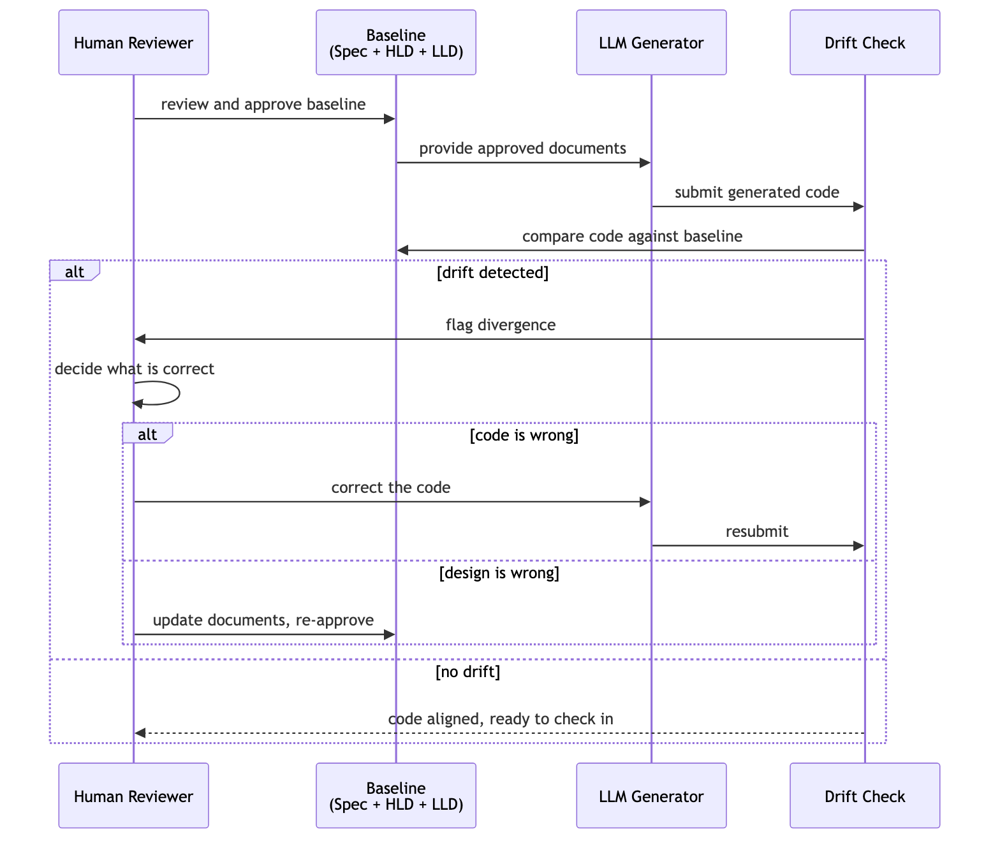 Human Reviewer
Baseline
(Spec + HLD + LLD)
LLM Generator
Drift Check
review and approve baseline
provide approved documents
submit generated code
compare code against baseline
alt
[drift detected]
flag divergence
decide what is correct
alt
[code is wrong]
correct the code
resubmit
[design is wrong]
update documents, re-approve
[no drift]
code aligned, ready to check in
Human Reviewer
Baseline
(Spec + HLD + LLD)
LLM Generator
Drift Check